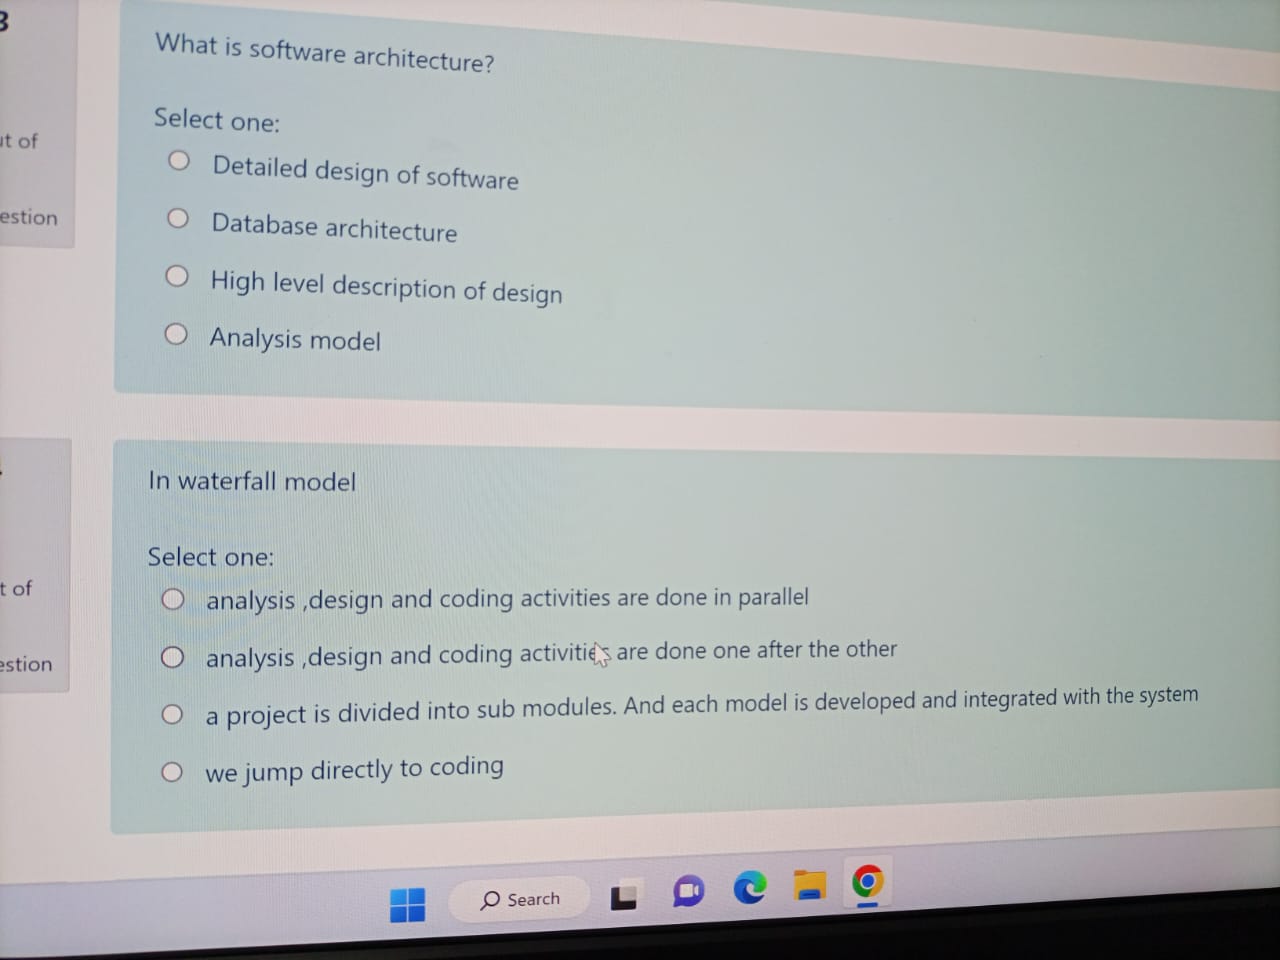 3
What is software architecture?
Select one:
ut of
Detailed design of software
estion
Database architecture
High level description of design
Analysis model
In waterfall model
Select one:
t of
analysis ,design and coding activities are done in parallel
analysis ,design and coding activities are done one after the other
estion
a project is divided into sub modules. And each model is developed and integrated with the system
we jump directly to coding
Search